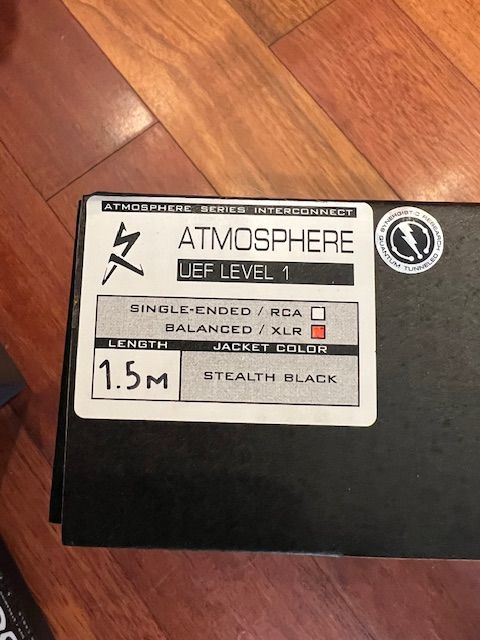 ATMOSPHERE SERIES INTERCONNECT
ATMOSPHERE
UEF LEVEL 1
SINGLE-ENDED / RCA
BALANCED / XLR
LENGTH
JACKET COLOR
1.5M
STEALTH BLACK
SYNERGISTIC RESEARCH
QUANTUM TUNNELED